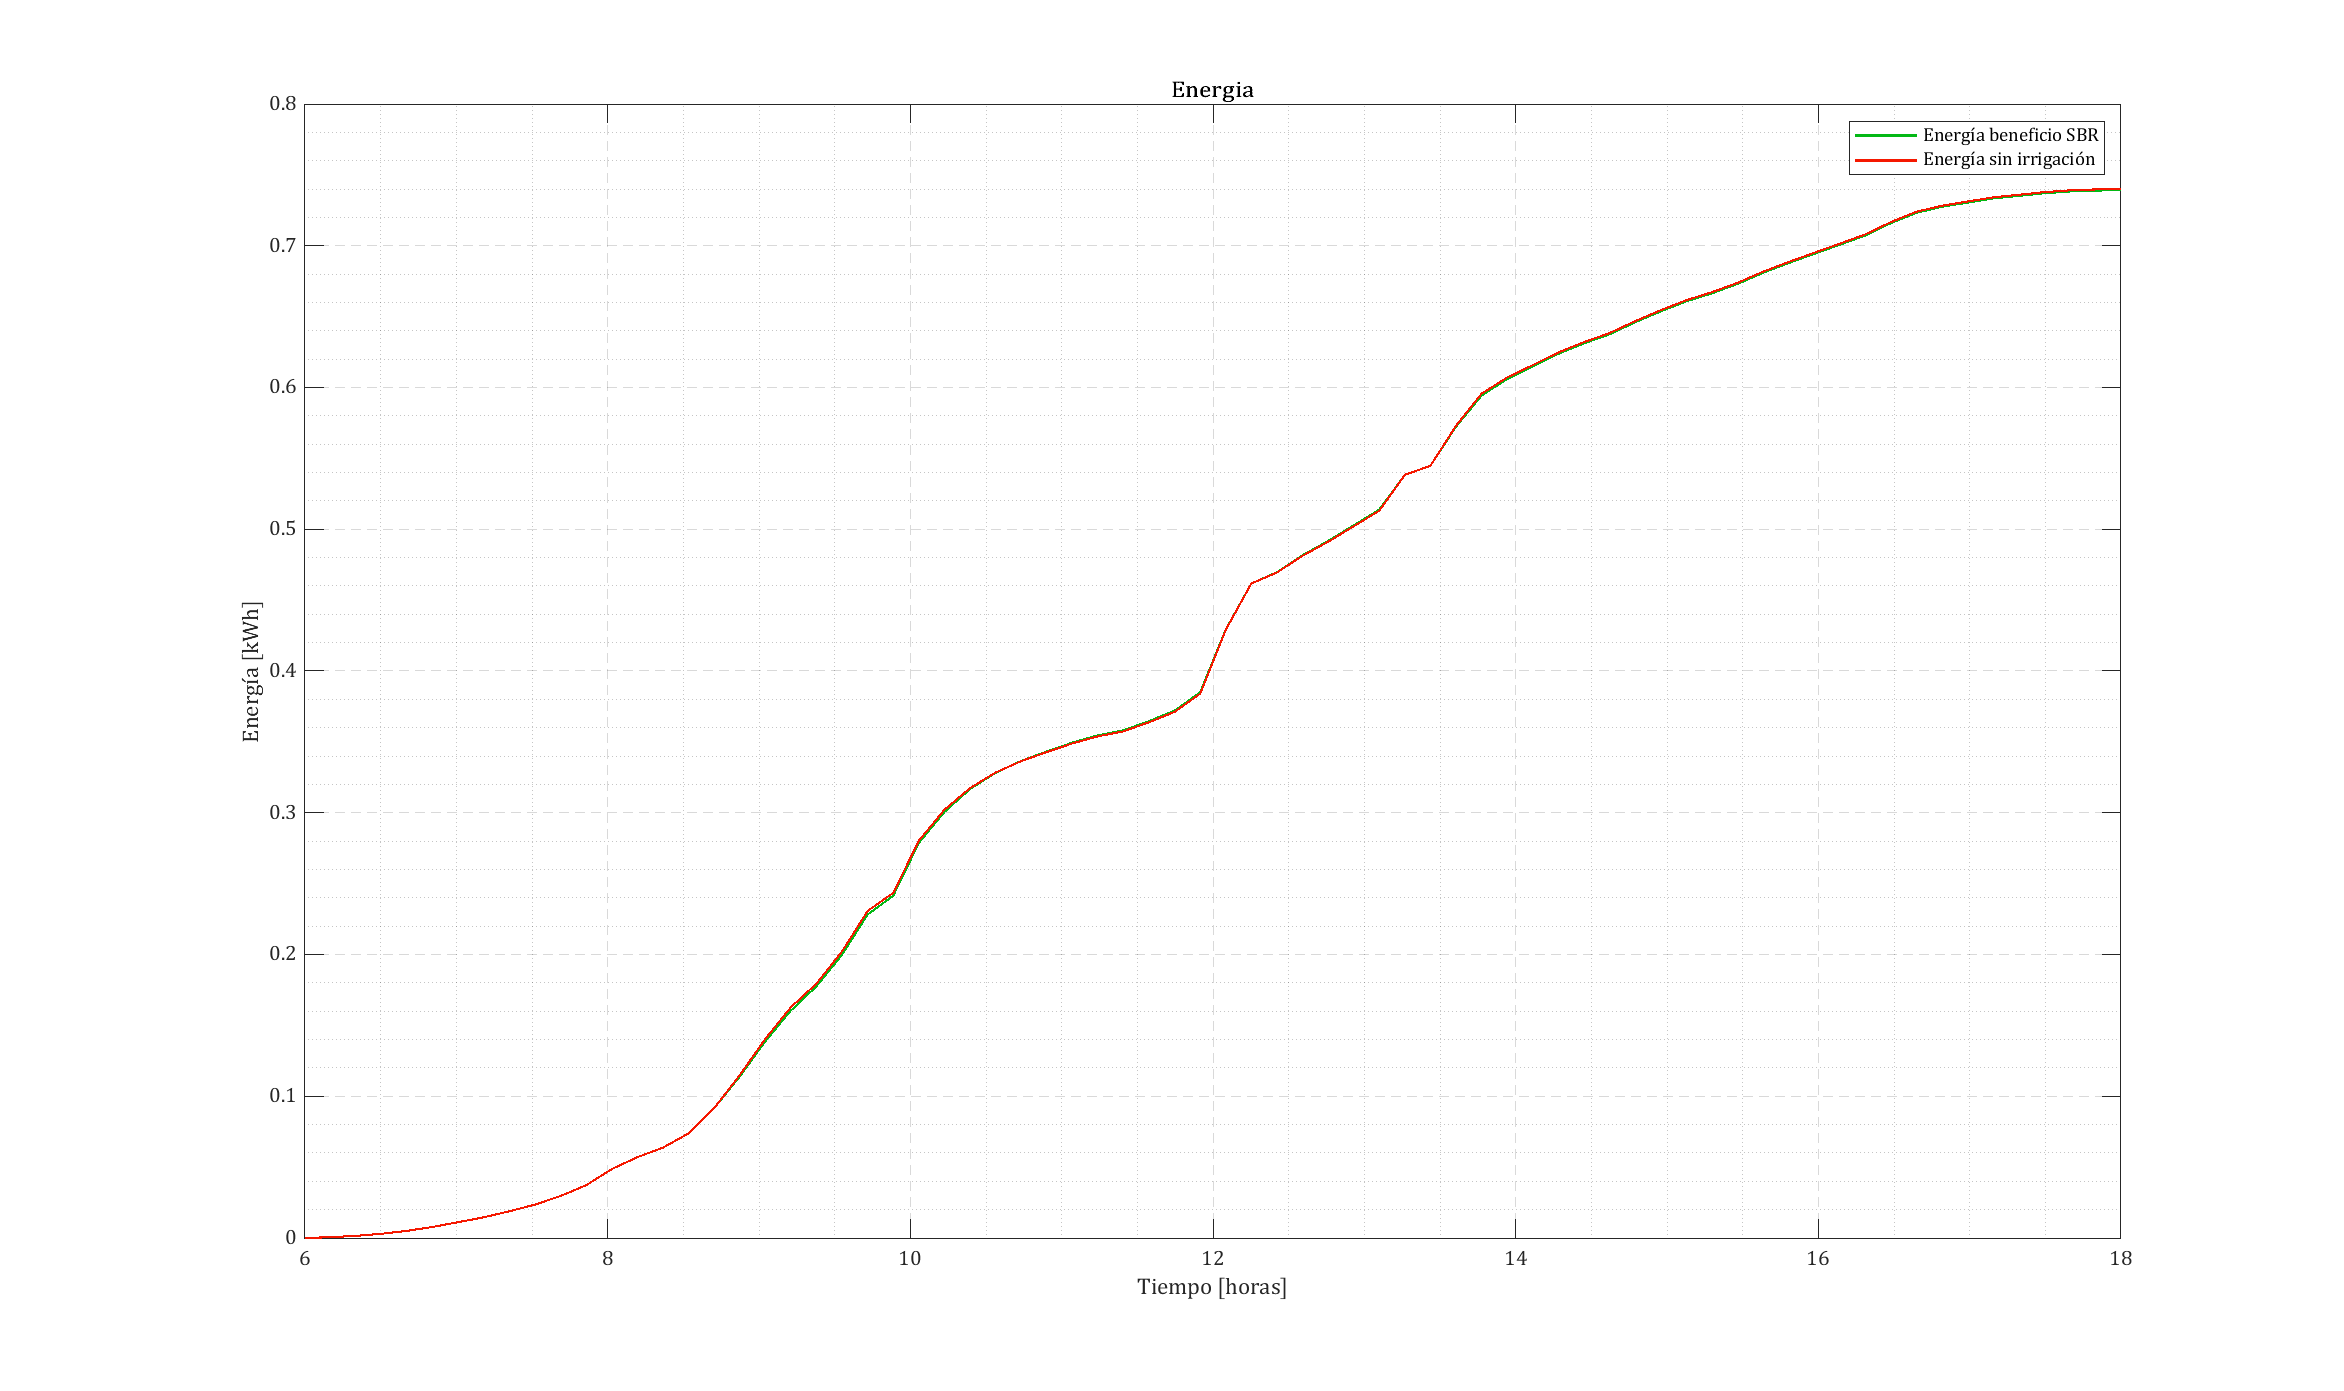 Energia
0.8
0.7
0.6
0.5
0.4
0.3
0.2
0.1
0
Energía [kWh]
Energía beneficio SBR
Energía sin irrigación
6 8 10 12 14 16 18
Tiempo [horas]